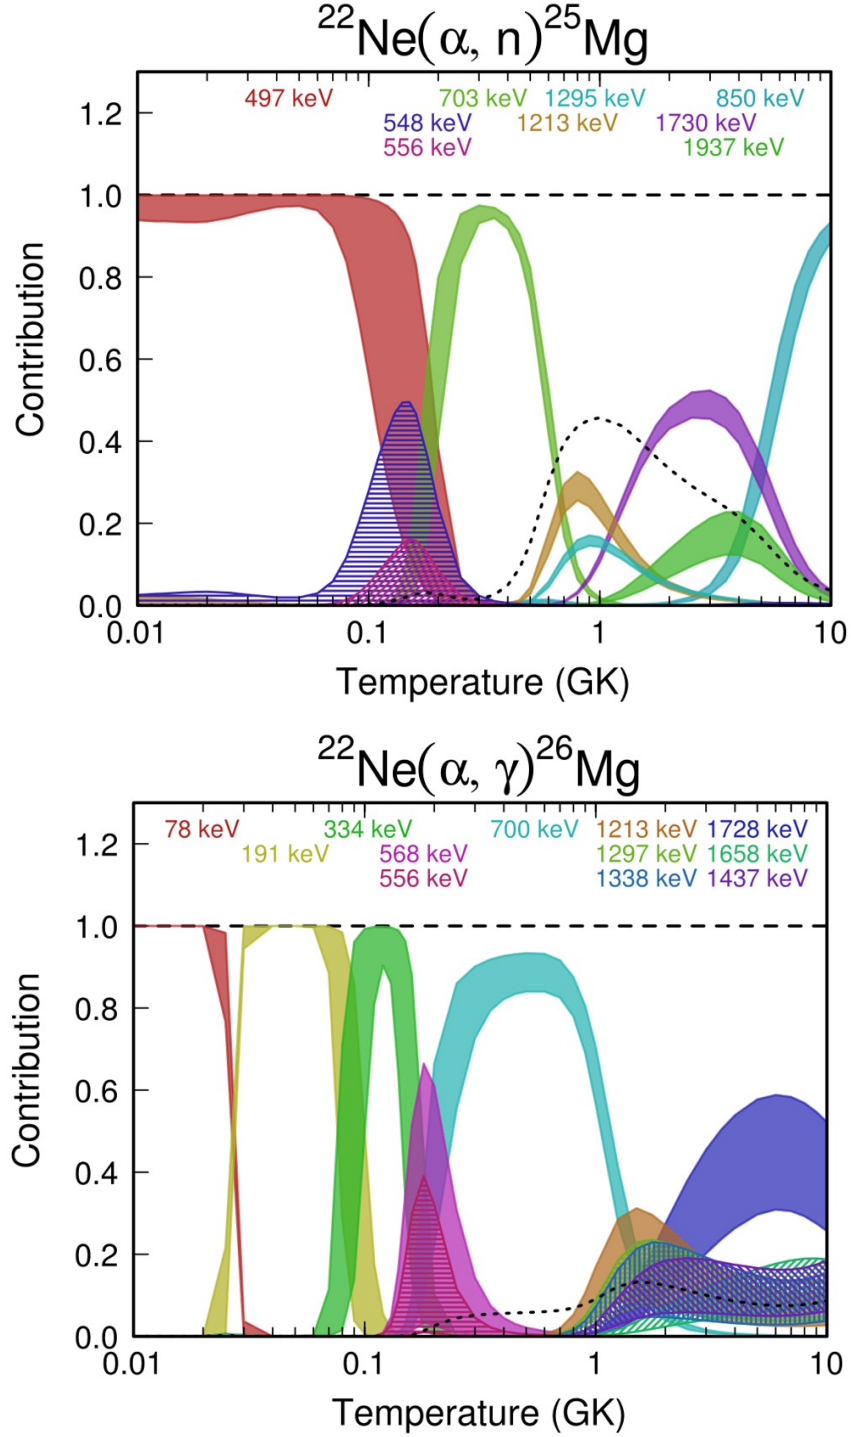 ²²Ne(α, n)²⁵Mg
497 keV 703 keV 1295 keV 850 keV
548 keV 1213 keV 1730 keV
556 keV 1937 keV
1.2
1.0
0.8
0.6
0.4
0.2
0.0
Contribution
0.01 0.1 1 10
Temperature (GK)
²²Ne(α, γ)²⁶Mg
78 keV 334 keV 700 keV 1213 keV 1728 keV
191 keV 568 keV 1297 keV 1658 keV
556 keV 1338 keV 1437 keV
1.2
1.0
0.8
0.6
0.4
0.2
0.0
Contribution
0.01 0.1 1 10
Temperature (GK)